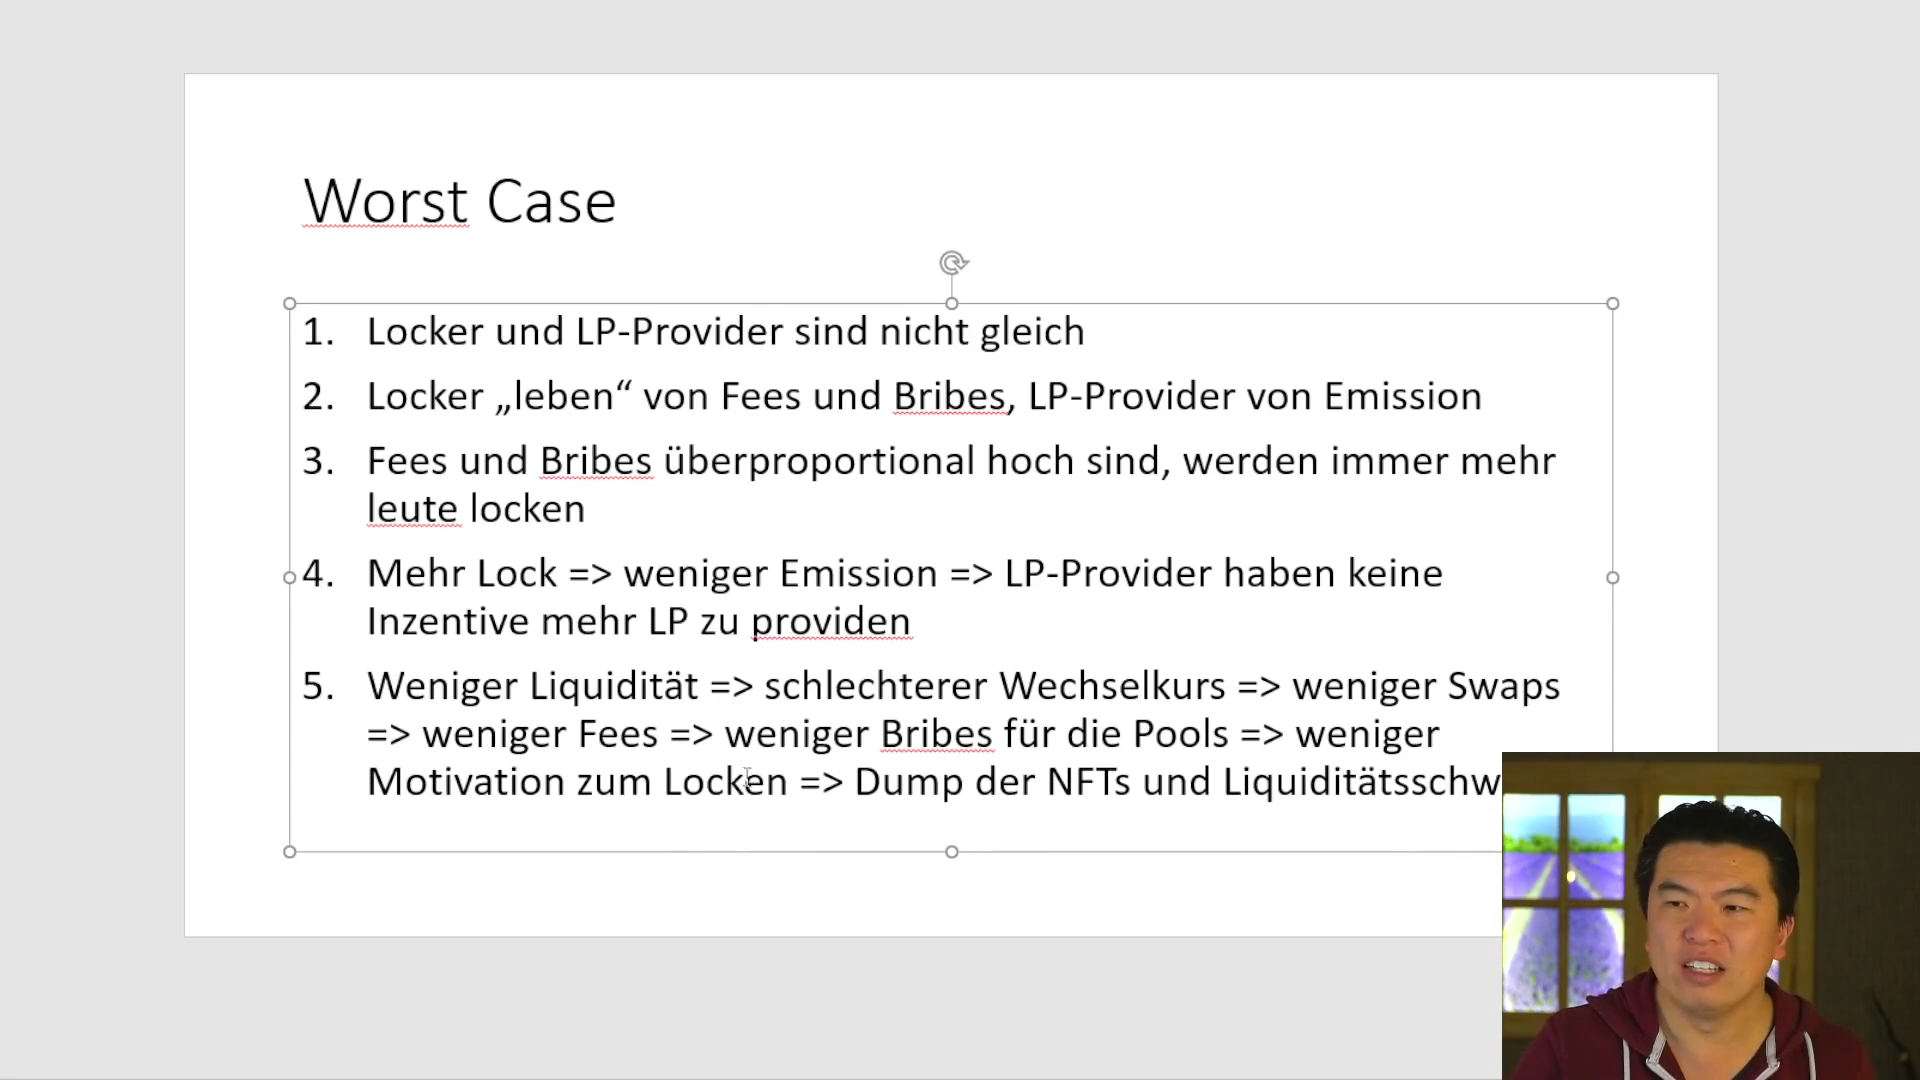 Worst Case
1. Locker und LP-Provider sind nicht gleich
2. Locker „leben“ von Fees und Bribes, LP-Provider von Emission
3. Fees und Bribes überproportional hoch sind, werden immer mehr
leute locken
4. Mehr Lock => weniger Emission => LP-Provider haben keine
Inzentive mehr LP zu providen
5. Weniger Liquidität => schlechterer Wechselkurs => weniger Swaps
=> weniger Fees => weniger Bribes für die Pools => weniger
Motivation zum Locken => Dump der NFTs und